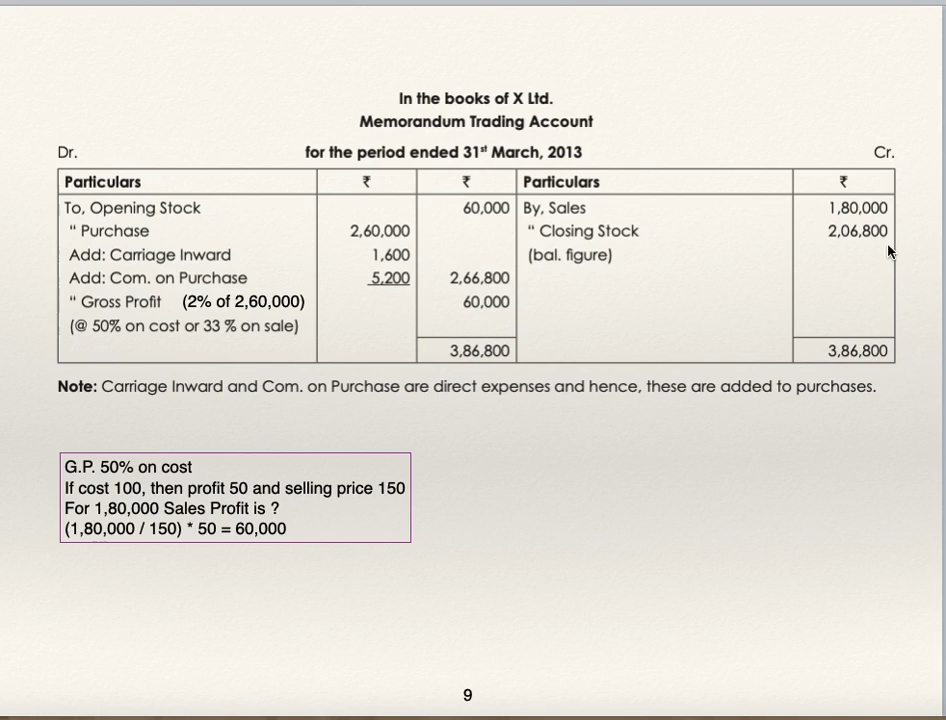 In the books of X Ltd.
Memorandum Trading Account
Dr. for the period ended 31st March, 2013 Cr.
Particulars ₹ ₹ Particulars ₹
To, Opening Stock 60,000 By, Sales 1,80,000
" Purchase 2,60,000 " Closing Stock 2,06,800
Add: Carriage Inward 1,600 (bal. figure)
Add: Com. on Purchase 5,200 2,66,800
" Gross Profit (2% of 2,60,000) 60,000
(@ 50% on cost or 33 % on sale)
3,86,800 3,86,800
Note: Carriage Inward and Com. on Purchase are direct expenses and hence, these are added to purchases.
G.P. 50% on cost
If cost 100, then profit 50 and selling price 150
For 1,80,000 Sales Profit is ?
(1,80,000 / 150) * 50 = 60,000
9